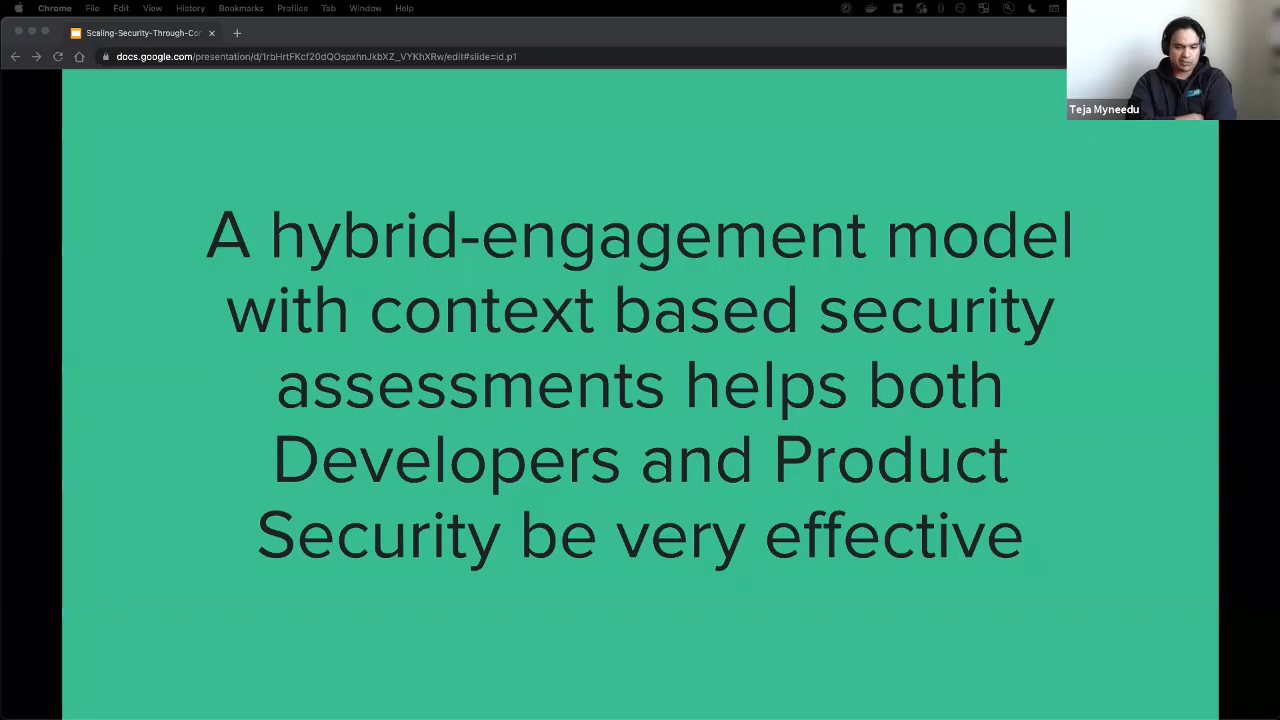 Chrome File Edit View History Bookmarks Profiles Tab Window Help
Scaling-Security-Through-Cor
docs.google.com/presentation/d/1rbHrtFKcf20dQOspxhnJkbXZ_VYKhXRw/edit#slide=id.p1
Teja Myneedu
A hybrid-engagement model
with context based security
assessments helps both
Developers and Product
Security be very effective